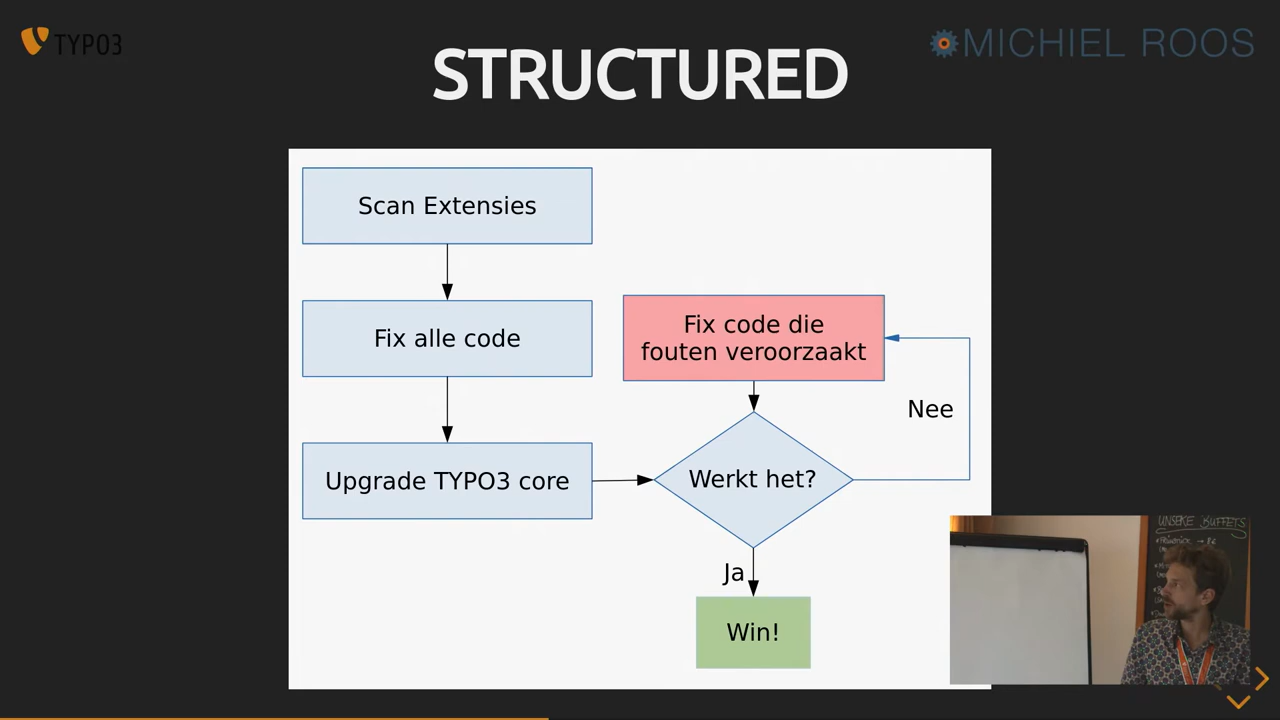 TYPO3
MICHIEL ROOS
STRUCTURED
Scan Extensies
Fix alle code
Upgrade TYPO3 core
Fix code die
fouten veroorzaakt
Nee
Werkt het?
Ja
Win!
UNSERE BUFFETS